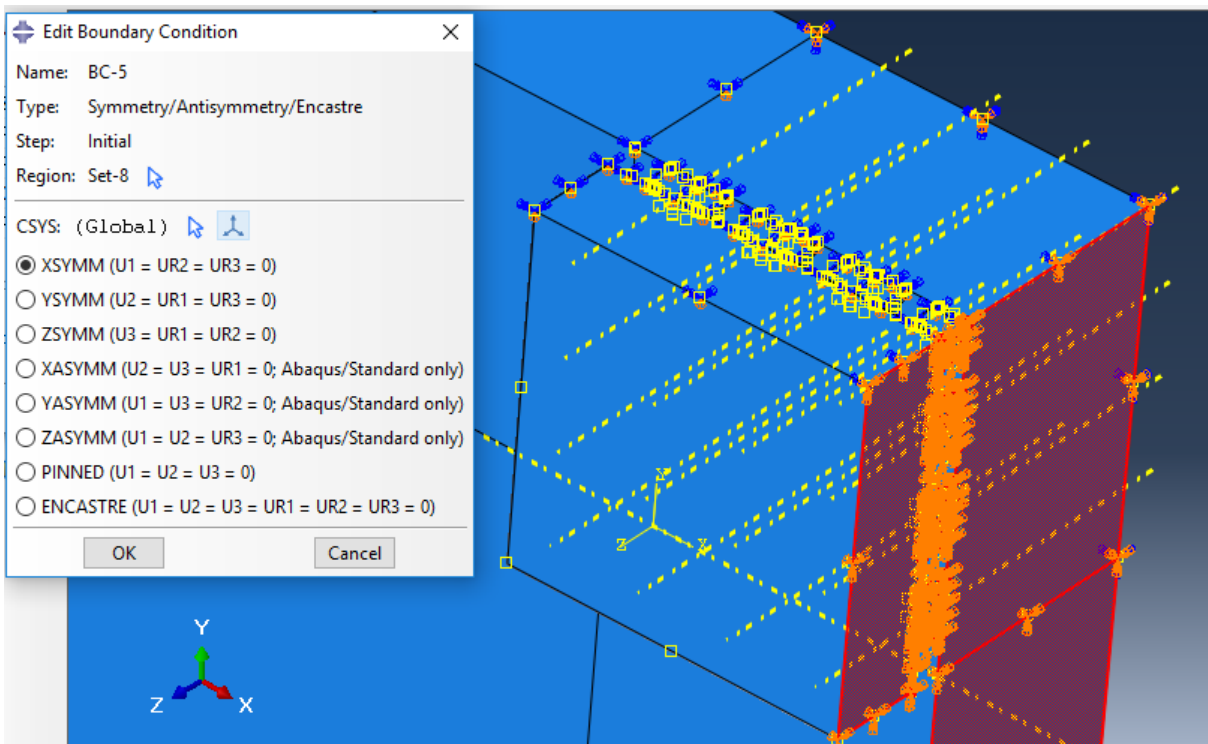 Edit Boundary Condition
Name: BC-5
Type: Symmetry/Antisymmetry/Encastre
Step: Initial
Region: Set-8
CSYS: (Global)
XSYMM (U1 = UR2 = UR3 = 0)
YSYMM (U2 = UR1 = UR3 = 0)
ZSYMM (U3 = UR1 = UR2 = 0)
XASYMM (U2 = U3 = UR1 = 0; Abaqus/Standard only)
YASYMM (U1 = U3 = UR2 = 0; Abaqus/Standard only)
ZASYMM (U1 = U2 = UR3 = 0; Abaqus/Standard only)
PINNED (U1 = U2 = U3 = 0)
ENCASTRE (U1 = U2 = U3 = UR1 = UR2 = UR3 = 0)
OK Cancel
Y
Z X
Y
Z X